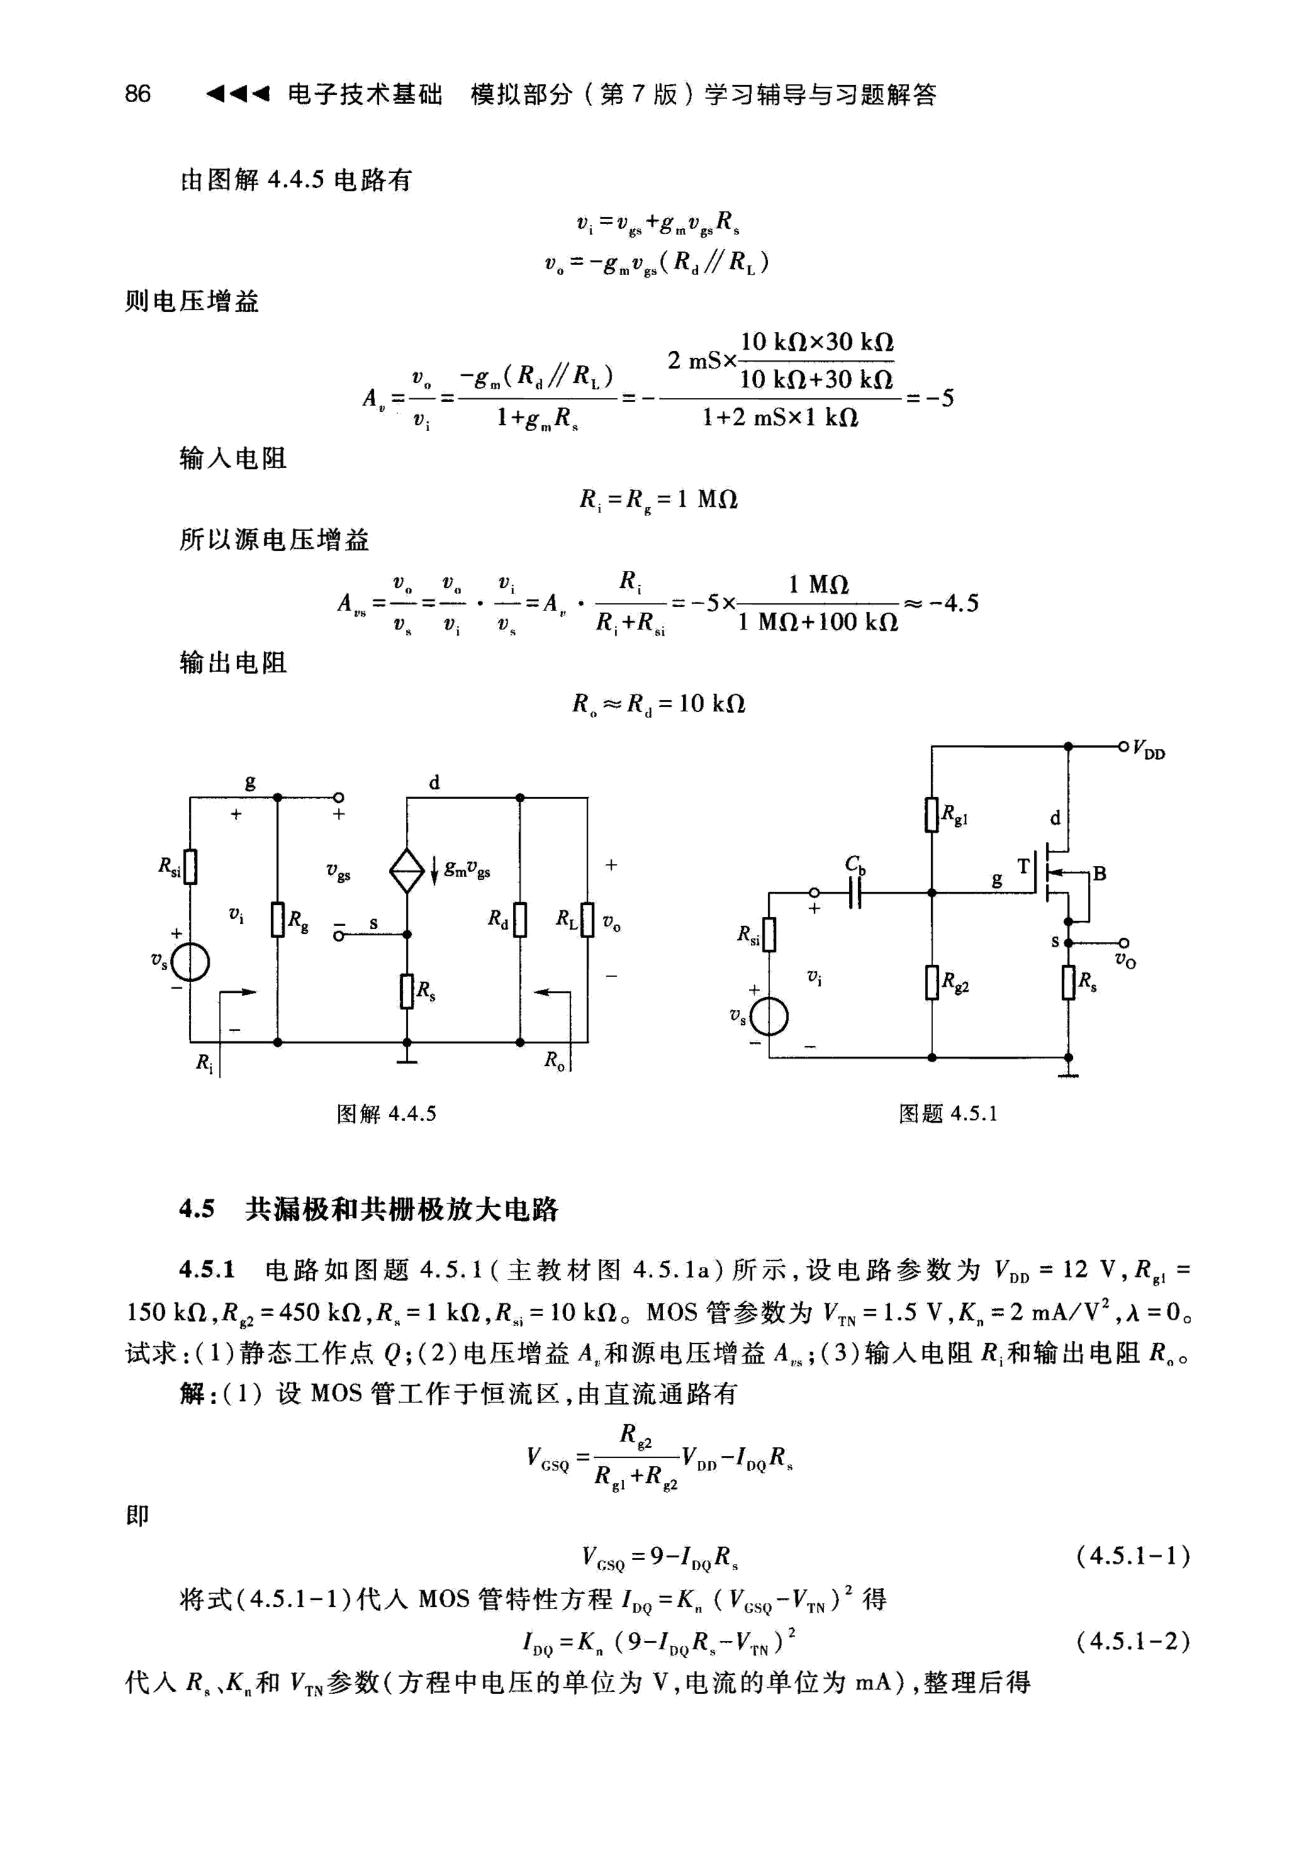 86 ◀◀◀ 电子技术基础 模拟部分(第7版)学习辅导与习题解答
由图解 4.4.5 电路有
v_i=v_gs+g_m v_gs R_s
v_o=-g_m v_gs(R_d∥R_L)
则电压增益
A_v=v_o/v_i=-g_m(R_d∥R_L)/(1+g_m R_s)=-(2 mS×(10 kΩ×30 kΩ)/(10 kΩ+30 kΩ))/(1+2 mS×1 kΩ)=-5
输入电阻
R_i=R_g=1 MΩ
所以源电压增益
A_vs=v_o/v_s=v_o/v_i·v_i/v_s=A_v·R_i/(R_i+R_si)=-5×1 MΩ/(1 MΩ+100 kΩ)≈-4.5
输出电阻
R_o≈R_d=10 kΩ
g
+
+
d
R_si
v_gs
g_m v_gs
+
+
v_i
R_g
−
s
R_d
R_L
v_o
v_s
−
R_s
−
−
R_i
R_o
图解 4.4.5
V_DD
R_g1
d
C_b
T
B
g
+
R_si
s
v_O
v_i
R_g2
R_s
+
v_s
−
−
图题 4.5.1
4.5 共漏极和共栅极放大电路
4.5.1 电路如图题 4.5.1(主教材图 4.5.1a)所示,设电路参数为 V_DD=12 V,R_g1=
150 kΩ,R_g2=450 kΩ,R_s=1 kΩ,R_si=10 kΩ。MOS 管参数为 V_TN=1.5 V,K_n=2 mA/V²,λ=0。
试求:(1)静态工作点 Q;(2)电压增益 A_v和源电压增益 A_vs;(3)输入电阻 R_i和输出电阻 R_o。
解:(1) 设 MOS 管工作于恒流区,由直流通路有
V_GSQ=R_g2/(R_g1+R_g2)V_DD-I_DQ R_s
即
V_GSQ=9-I_DQ R_s (4.5.1-1)
将式(4.5.1-1)代入 MOS 管特性方程 I_DQ=K_n(V_GSQ-V_TN)²得
I_DQ=K_n(9-I_DQ R_s-V_TN)² (4.5.1-2)
代入 R_s、K_n和 V_TN参数(方程中电压的单位为 V,电流的单位为 mA),整理后得